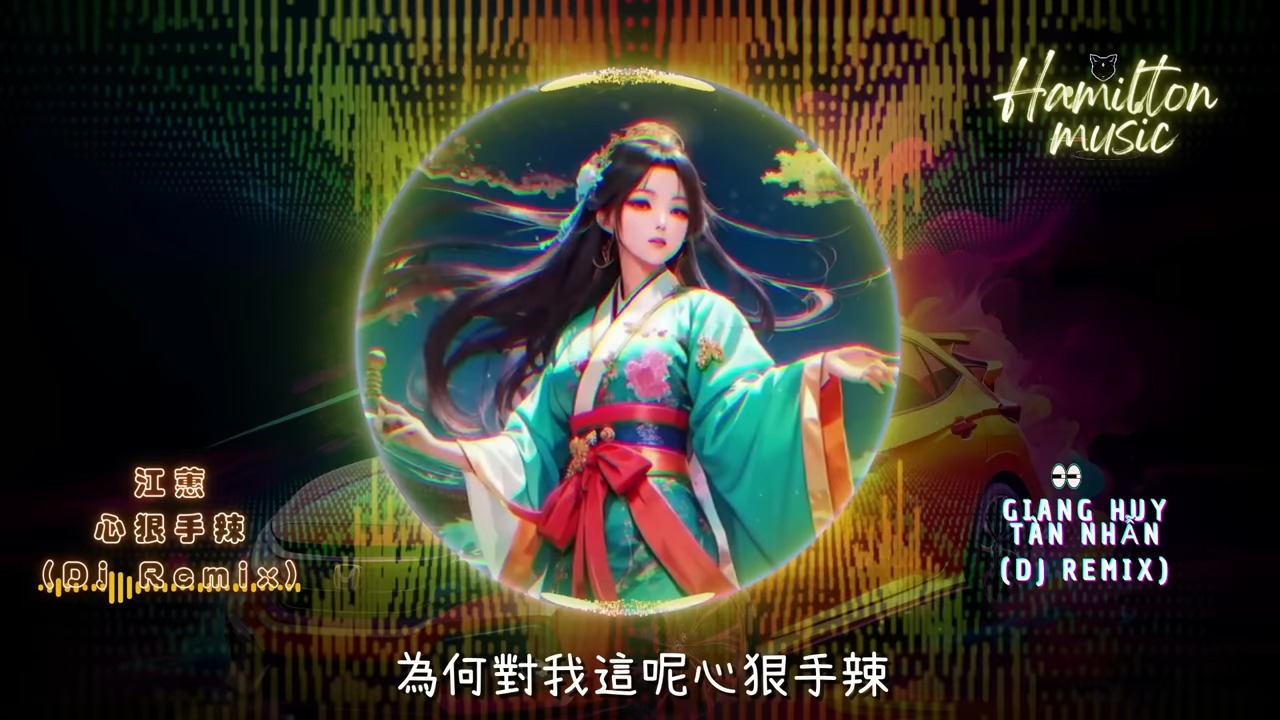 Hamilton
music
江蕙
心狠手辣
(Dj Remix)
GIANG HUY
TÀN NHẪN
(DJ REMIX)
為何對我這呢心狠手辣